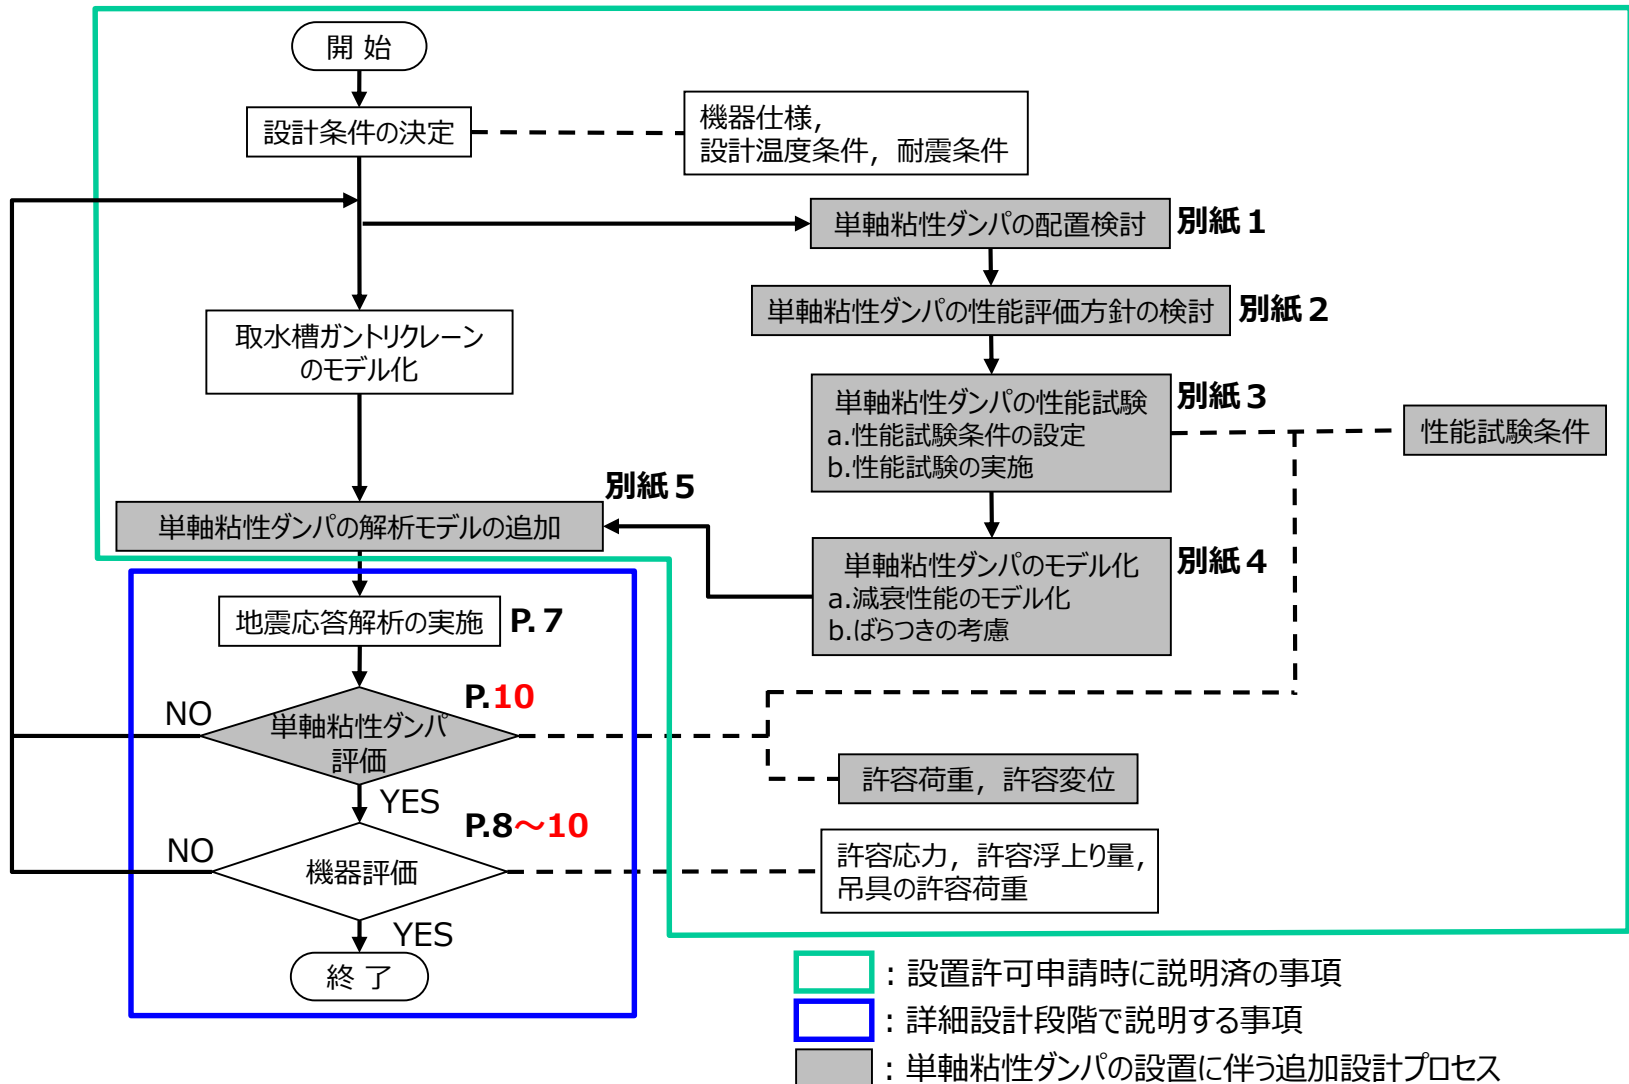 開 始
設計条件の決定
機器仕様,
設計温度条件, 耐震条件
単軸粘性ダンパの配置検討
別紙１
単軸粘性ダンパの性能評価方針の検討
別紙２
取水槽ガントリクレーン
のモデル化
単軸粘性ダンパの性能試験
a.性能試験条件の設定
b.性能試験の実施
別紙３
性能試験条件
別紙５
単軸粘性ダンパの解析モデルの追加
単軸粘性ダンパのモデル化
a.減衰性能のモデル化
b.ばらつきの考慮
別紙４
地震応答解析の実施
P.７
NO
単軸粘性ダンパ
評価
P.10
YES
許容荷重, 許容変位
NO
機器評価
P.8～10
許容応力, 許容浮上り量,
吊具の許容荷重
YES
終 了
：設置許可申請時に説明済の事項
：詳細設計段階で説明する事項
：単軸粘性ダンパの設置に伴う追加設計プロセス